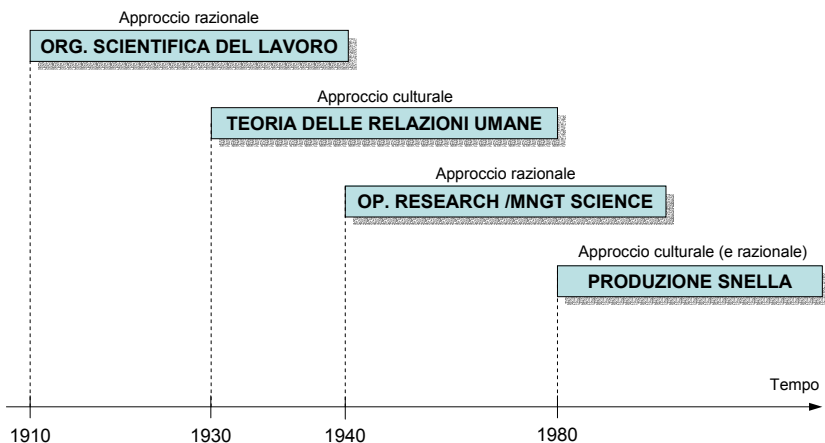 Approccio razionale
ORG. SCIENTIFICA DEL LAVORO
Approccio culturale
TEORIA DELLE RELAZIONI UMANE
Approccio razionale
OP. RESEARCH /MNGT SCIENCE
Approccio culturale (e razionale)
PRODUZIONE SNELLA
Tempo
1910 1930 1940 1980